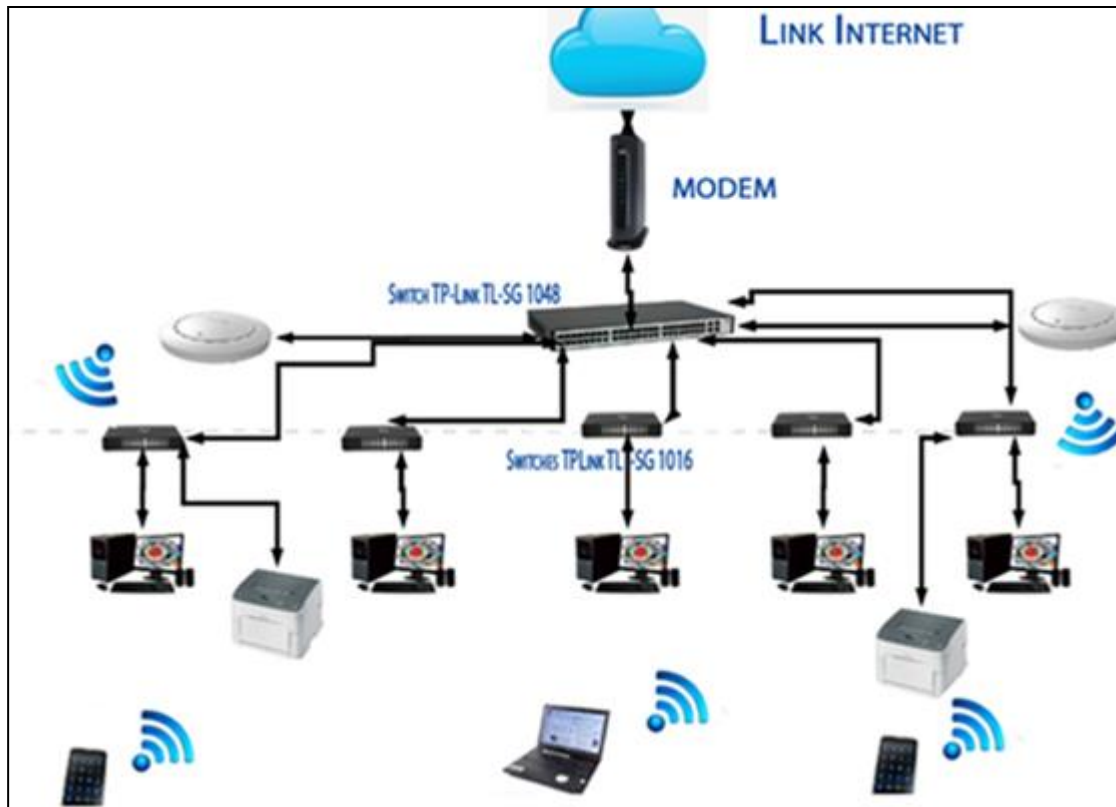 LINK INTERNET
MODEM
SWITCH TP-LINK TL-SG 1048
SWITCHES TPLINK TL-SG 1016